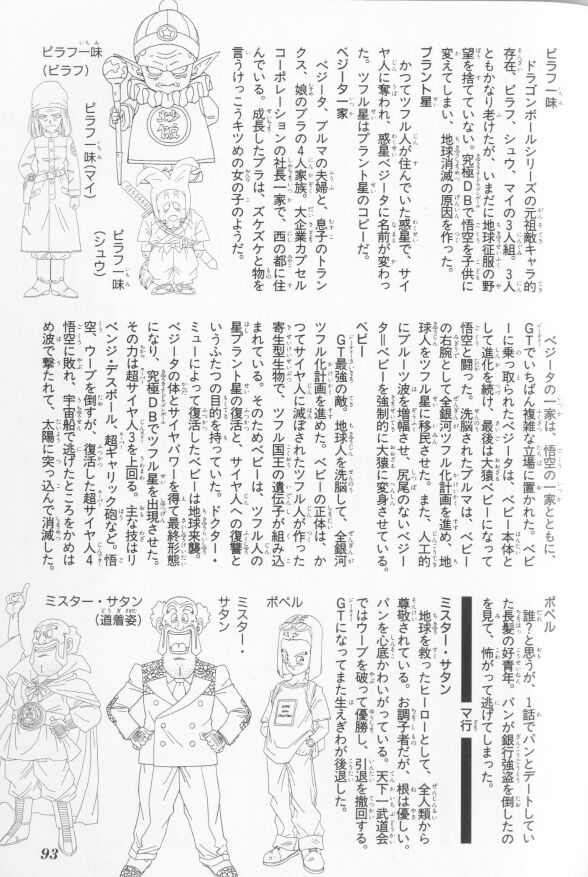 ピラフ一味
ドラゴンボールシリーズの元祖敵キャラ的
存在、ピラフ、シュウ、マイの3人組。3人
ともかなり老けたが、いまだに地球征服の野
望を捨てていない。究極DBで悟空を子供に
変えてしまい、地球消滅の原因を作った。
プラント星
かつてツフル人が住んでいた惑星で、サイ
ヤ人に奪われ、惑星ベジータに名前が変わっ
た。ツフル星はプラント星のコピーだ。
ベジータ一家
ベジータ、ブルマの夫婦と、息子のトラン
クス、娘のブラの4人家族。大企業カプセル
コーポレーションの社長一家で、西の都に住
んでいる。成長したブラは、ズケズケと物を
言うけっこうキツめの女の子のようだ。
ピラフ一味
(ピラフ)
ピラフ一味(マイ)
ピラフ一味
(シュウ)
ベジータの一家は、悟空の一家とともに、
GTでいちばん複雑な立場に置かれた。ベビ
ーに乗っ取られたベジータは、ベビー本体と
して進化を続け、最後は大猿ベビーになって
悟空と闘った。洗脳されたブルマは、ベビー
の右腕として全銀河ツフル化計画を進め、地
球人をツフル星に移民させた。また、人工的
にブルーツ波を増幅させ、尻尾のないベジー
タ=ベビーを強制的に大猿に変身させている。
ベビー
GT最強の敵。地球人を洗脳して、全銀河
ツフル化計画を進めた。ベビーの正体は、か
つてサイヤ人に滅ぼされたツフル人が作った
寄生型生物で、ツフル国王の遺伝子が組み込
まれている。そのためベビーは、ツフル人の
星プラント星の復活と、サイヤ人への復讐と
いうふたつの目的を持っていた。ドクター・
ミューによって復活したベビーは地球来襲。
ベジータの体とサイヤパワーを得て最終形態
になり、究極DBでツフル星を出現させた。
その力は超サイヤ人3を上回る。主な技はリ
ベンジ・デスボール、超ギャリック砲など。悟
空、ウーブを倒すが、復活した超サイヤ人4
悟空に敗れ、宇宙船で逃げたところをかめは
め波で撃たれて、太陽に突っ込んで消滅した。
ボベル
誰?と思うが、1話でパンとデートしてい
た長髪の好青年。パンが銀行強盗を倒したの
を見て、怖がって逃げてしまった。
マ行
ミスター・サタン
地球を救ったヒーローとして、全人類から
尊敬されている。お調子者だが、根は優しい。
パンを心底かわいがっている。天下一武道会
ではウーブを破って優勝し、引退を撤回する。
GTになってまた生えぎわが後退した。
ボベル
ミスター・
サタン
ミスター・サタン
(道着姿)
93